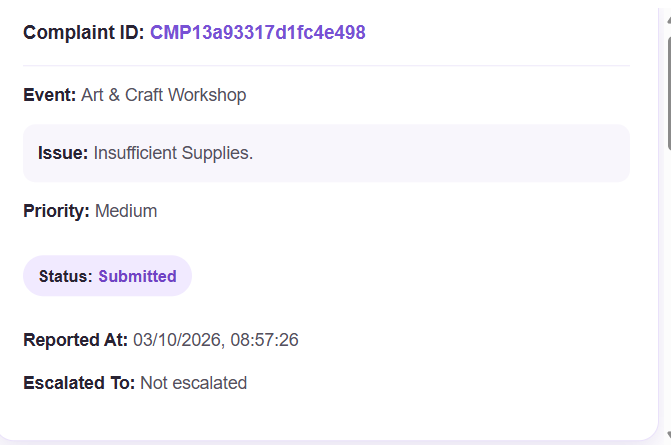 Complaint ID: CMP13a93317d1fc4e498
Event: Art & Craft Workshop
Issue: Insufficient Supplies.
Priority: Medium
Status: Submitted
Reported At: 03/10/2026, 08:57:26
Escalated To: Not escalated